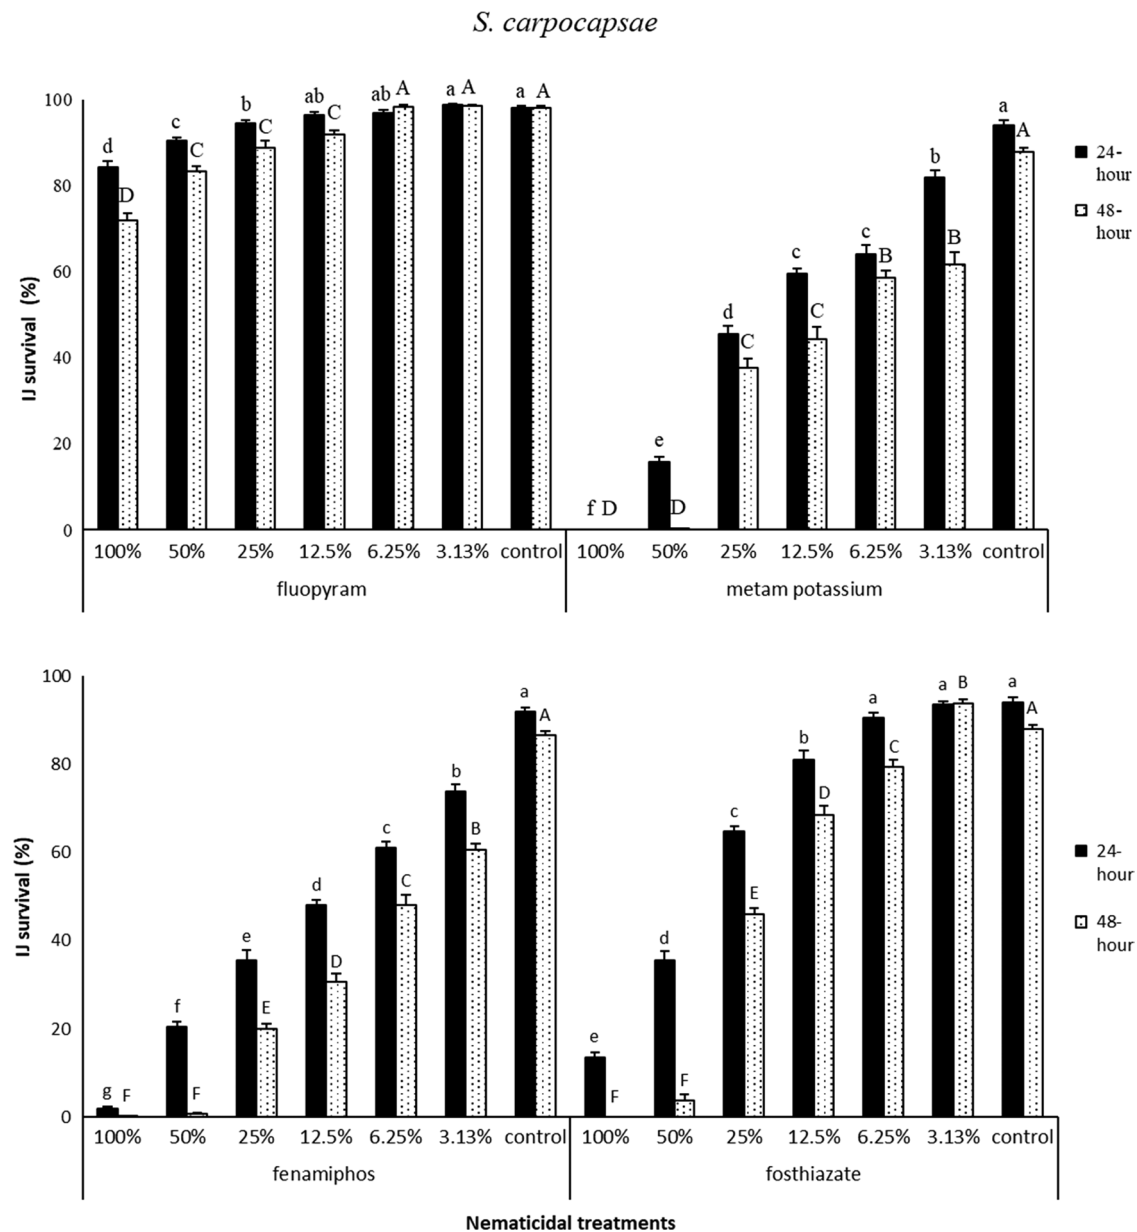 S. carpocapsae
d D c C b C ab C ab A a A a A
f D e D d C c C c B b B a A
100
80
60
40
20
0
IJ survival (%)
24-
hour
48-
hour
100% 50% 25% 12.5% 6.25% 3.13% control 100% 50% 25% 12.5% 6.25% 3.13% control
fluopyram metam potassium
g F f F e E d D c C b B a A
e F d F c E b D a C a B a A
100
80
60
40
20
0
IJ survival (%)
24-
hour
48-
hour
100% 50% 25% 12.5% 6.25% 3.13% control 100% 50% 25% 12.5% 6.25% 3.13% control
fenamiphos fosthiazate
Nematicidal treatments